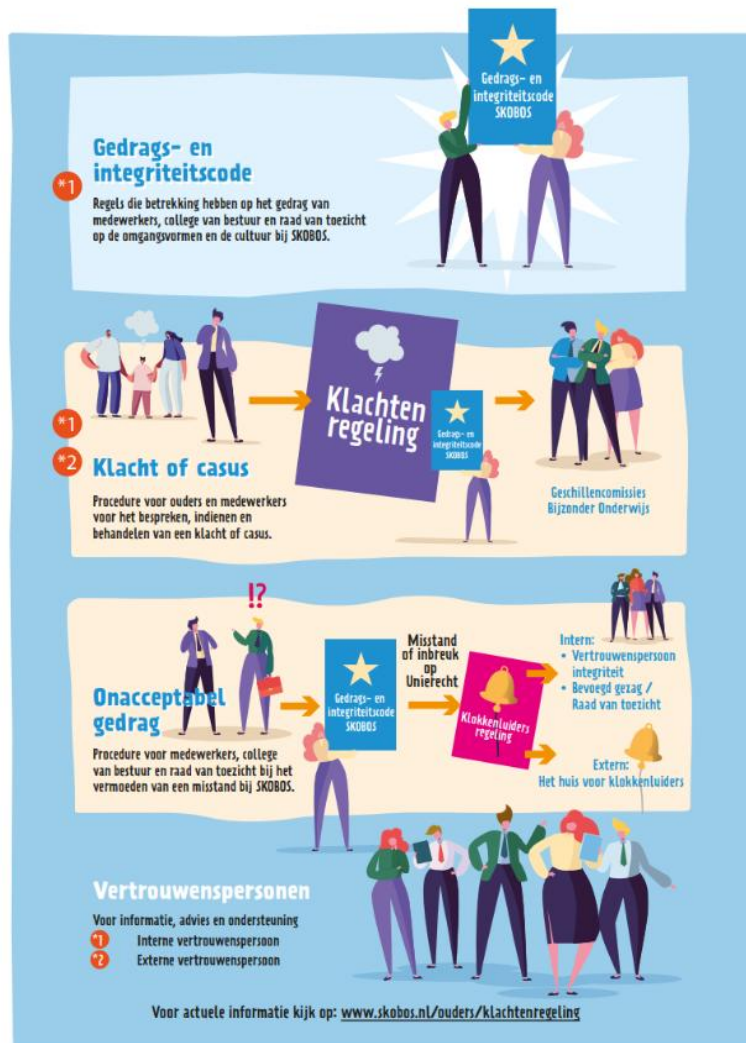 Gedrags- en
integriteitscode
SKOBOS
Gedrags- en
integriteitscode
*1
Regels die betrekking hebben op het gedrag van
medewerkers, college van bestuur en raad van toezicht
op de omgangsvormen en de cultuur bij SKOBOS.
Klachten
regeling
Gedrags- en
integriteitscode
SKOBOS
*1
*2
Klacht of casus
Procedure voor ouders en medewerkers
voor het bespreken, indienen en
behandelen van een klacht of casus.
Geschillencomissies
Bijzonder Onderwijs
!?
Onacceptabel
gedrag
Procedure voor medewerkers, college
van bestuur en raad van toezicht bij het
vermoeden van een misstand bij SKOBOS.
Gedrags- en
integriteitscode
SKOBOS
Misstand
of inbreuk
op
Unierecht
Klokkenluiders
regeling
Intern:
• Vertrouwenspersoon
integriteit
• Bevoegd gezag /
Raad van toezicht
Extern:
Het huis voor klokkenluiders
Vertrouwenspersonen
Voor informatie, advies en ondersteuning
*1 Interne vertrouwenspersoon
*2 Externe vertrouwenspersoon
Voor actuele informatie kijk op: www.skobos.nl/ouders/klachtenregeling